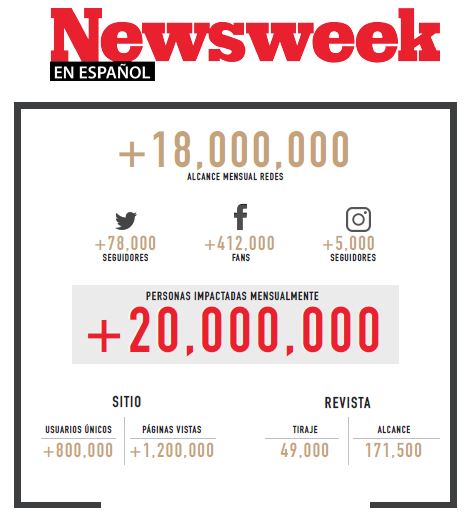 Newsweek
EN ESPAÑOL
+18,000,000
ALCANCE MENSUAL REDES
+78,000 +412,000 +5,000
SEGUIDORES FANS SEGUIDORES
PERSONAS IMPACTADAS MENSUALMENTE
+20,000,000
SITIO REVISTA
USUARIOS ÚNICOS PÁGINAS VISTAS TIRAJE ALCANCE
+800,000 +1,200,000 49,000 171,500